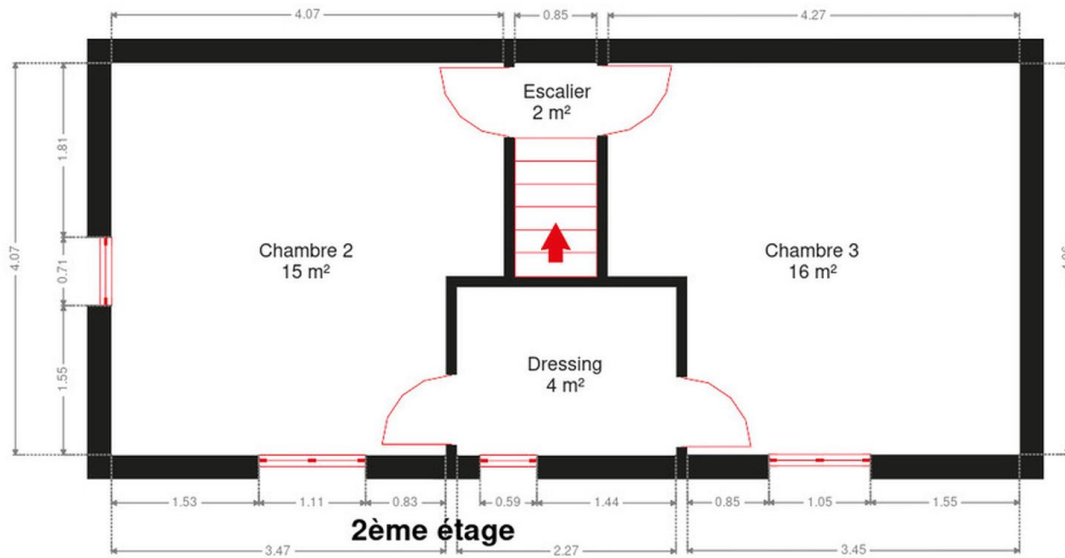 4.07
0.85
4.27
Escalier
2 m²
1.81
4.07
0.71
1.55
Chambre 2
15 m²
Chambre 3
16 m²
Dressing
4 m²
1.53
1.11
0.83
0.59
1.44
0.85
1.05
1.55
2ème étage
3.47
2.27
3.45